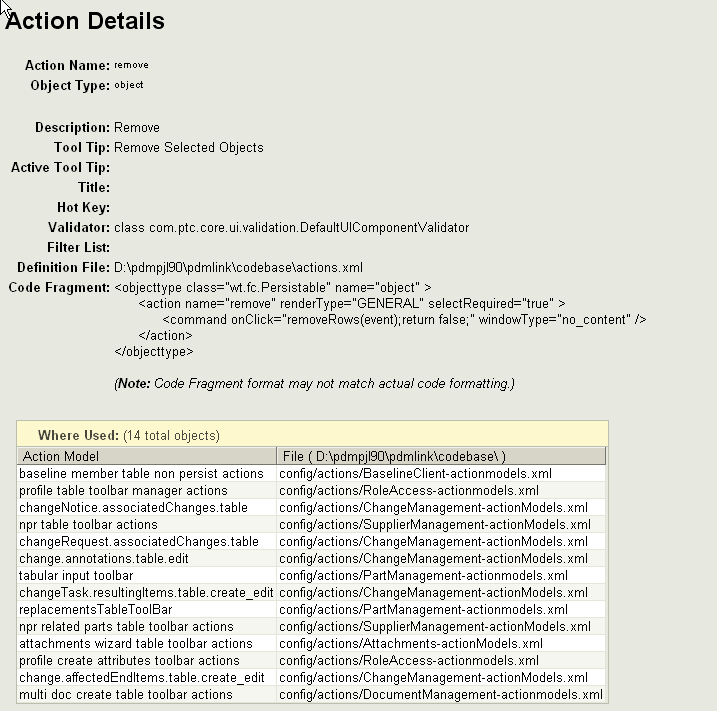 Action Details
Action Name: remove
Object Type: object
Description: Remove
Tool Tip: Remove Selected Objects
Active Tool Tip:
Title:
Hot Key:
Validator: class com.ptc.core.ui.validation.DefaultUIComponentValidator
Filter List:
Definition File: D:\pdmpjl90\pdmlink\codebase\actions.xml
Code Fragment: <objecttype class="wt.fc.Persistable" name="object" >
<action name="remove" renderType="GENERAL" selectRequired="true" >
<command onClick="removeRows(event);return false;" windowType="no_content" />
</action>
</objecttype>
(Note: Code Fragment format may not match actual code formatting.)
Where Used: (14 total objects)
Action Model File ( D:\pdmpjl90\pdmlink\codebase\ )
baseline member table non persist actions config/actions/BaselineClient-actionmodels.xml
profile table toolbar manager actions config/actions/RoleAccess-actionmodels.xml
changeNotice.associatedChanges.table config/actions/ChangeManagement-actionModels.xml
npr table toolbar actions config/actions/SupplierManagement-actionModels.xml
changeRequest.associatedChanges.table config/actions/ChangeManagement-actionModels.xml
change.annotations.table.edit config/actions/ChangeManagement-actionModels.xml
tabular input toolbar config/actions/PartManagement-actionmodels.xml
changeTask.resultingItems.table.create_edit config/actions/ChangeManagement-actionModels.xml
replacementsTableToolBar config/actions/PartManagement-actionmodels.xml
npr related parts table toolbar actions config/actions/SupplierManagement-actionModels.xml
attachments wizard table toolbar actions config/actions/Attachments-actionModels.xml
profile create attributes toolbar actions config/actions/RoleAccess-actionmodels.xml
change.affectedEndItems.table.create_edit config/actions/ChangeManagement-actionModels.xml
multi doc create table toolbar actions config/actions/DocumentManagement-actionmodels.xml